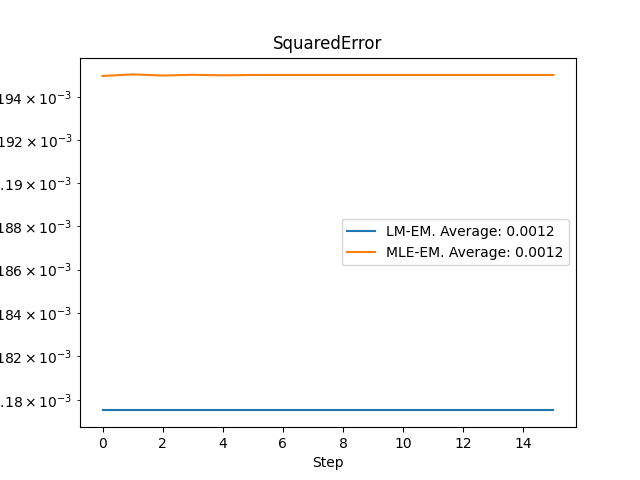 SquaredError
194 × 10⁻³
192 × 10⁻³
.19 × 10⁻³
188 × 10⁻³
186 × 10⁻³
184 × 10⁻³
182 × 10⁻³
.18 × 10⁻³
LM-EM. Average: 0.0012
MLE-EM. Average: 0.0012
0 2 4 6 8 10 12 14
Step